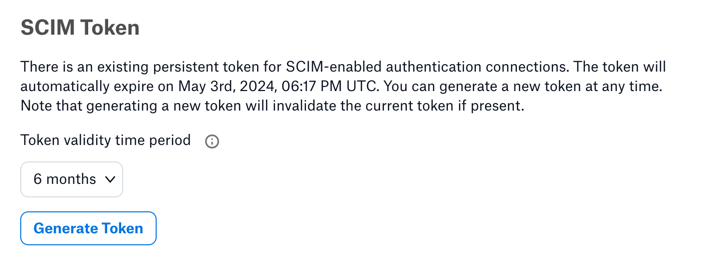 SCIM Token
There is an existing persistent token for SCIM-enabled authentication connections. The token will
automatically expire on May 3rd, 2024, 06:17 PM UTC. You can generate a new token at any time.
Note that generating a new token will invalidate the current token if present.
Token validity time period
6 months
Generate Token